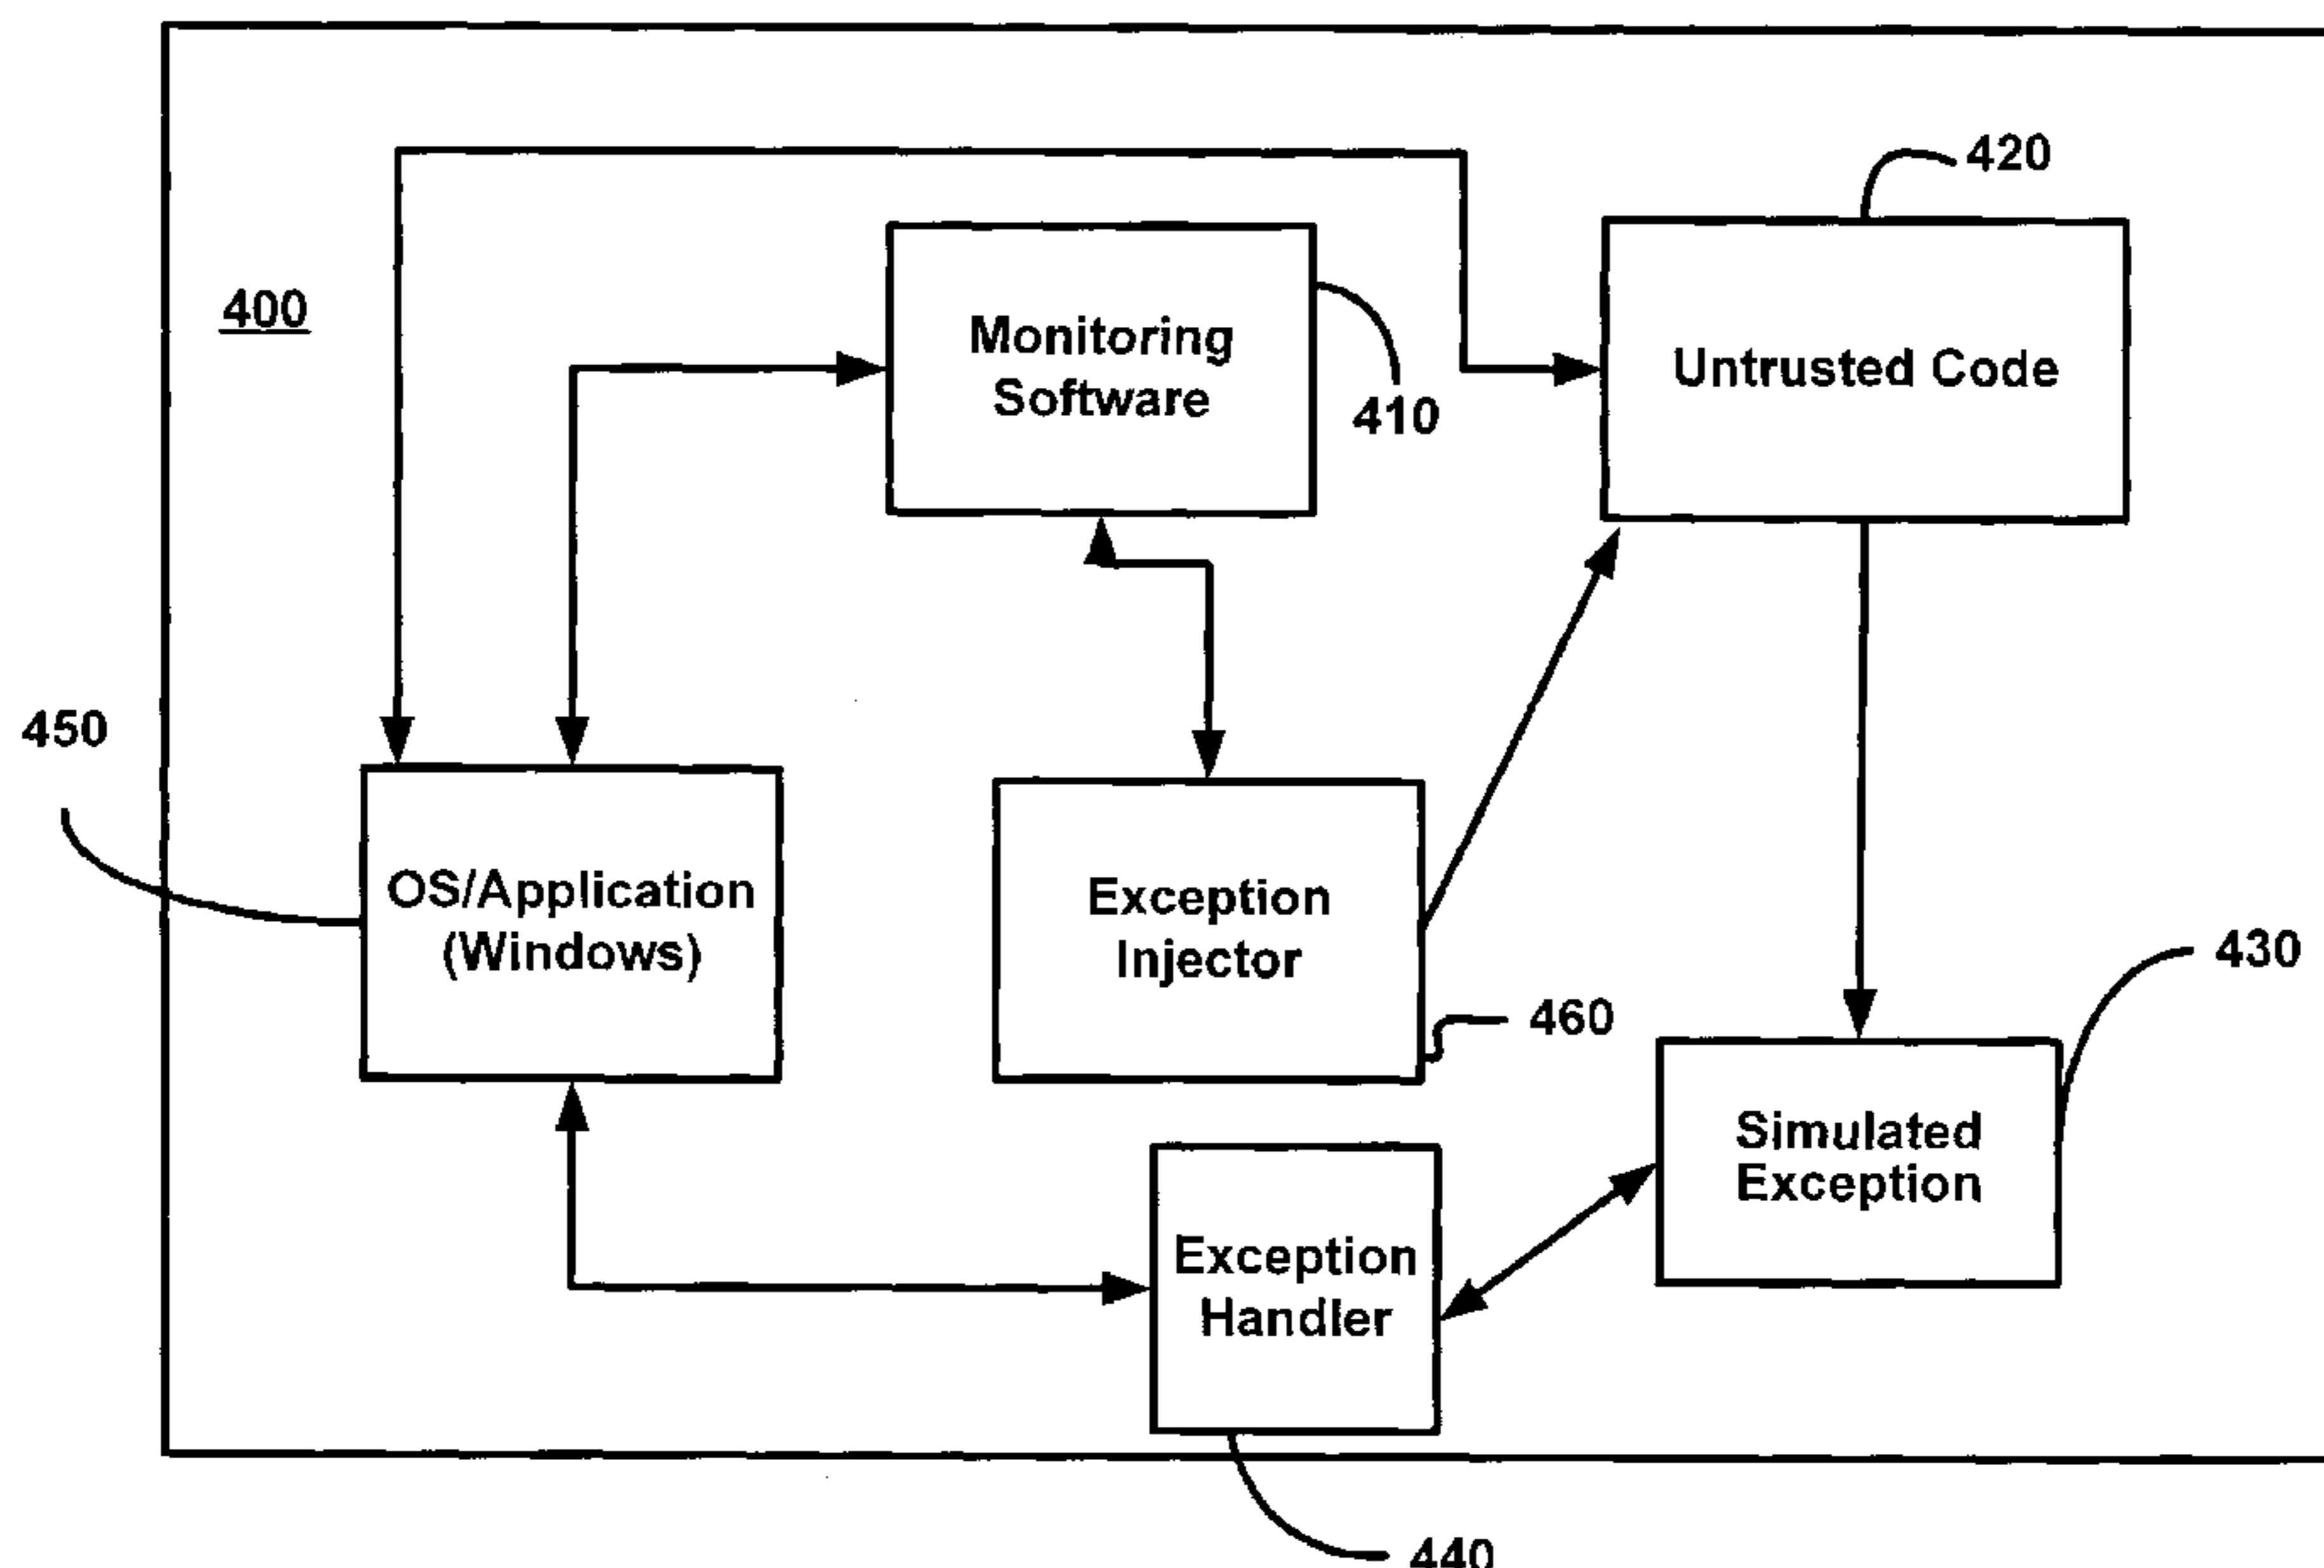 420
400
Monitoring
Software
410
Untrusted Code
450
OS/Application
(Windows)
Exception
Injector
460
430
Simulated
Exception
Exception
Handler
440